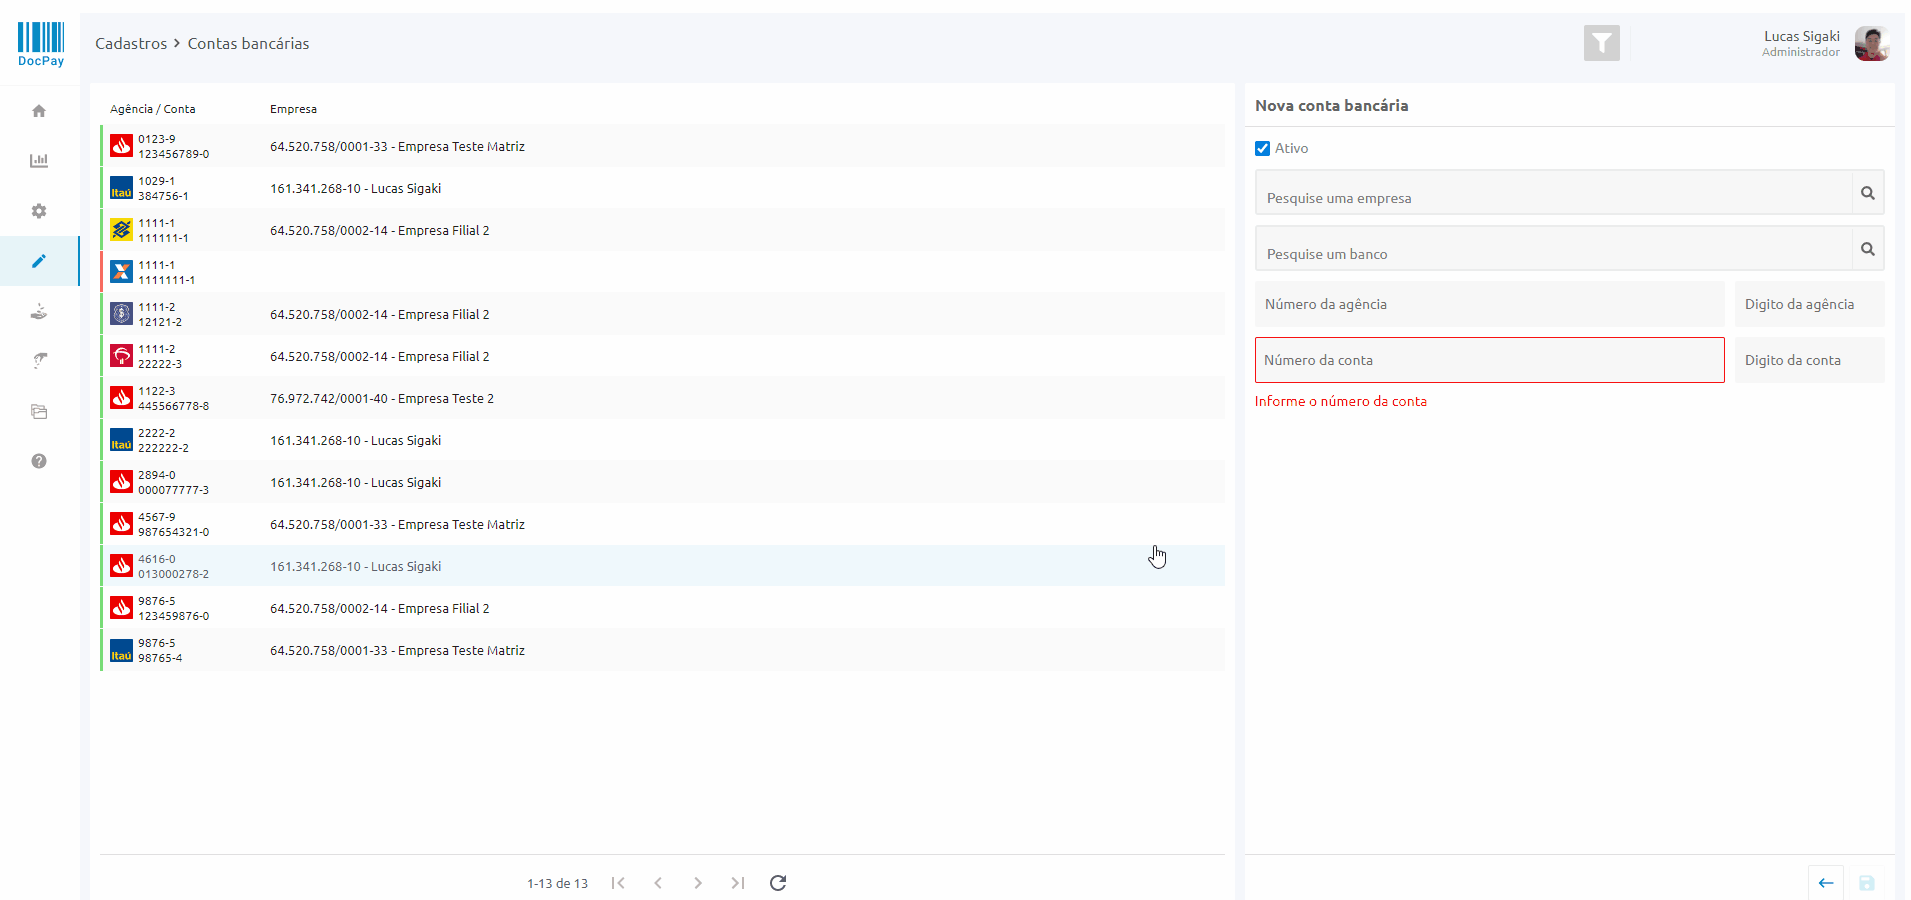 DocPay
Cadastros > Contas bancárias
Lucas Sigaki
Administrador
Agência / Conta Empresa
0123-9
123456789-0
64.520.758/0001-33 - Empresa Teste Matriz
Itaú
1029-1
384756-1
161.341.268-10 - Lucas Sigaki
1111-1
111111-1
64.520.758/0002-14 - Empresa Filial 2
1111-1
1111111-1
1111-2
12121-2
64.520.758/0002-14 - Empresa Filial 2
1111-2
22222-3
64.520.758/0002-14 - Empresa Filial 2
1122-3
445566778-8
76.972.742/0001-40 - Empresa Teste 2
Itaú
2222-2
222222-2
161.341.268-10 - Lucas Sigaki
2894-0
000077777-3
161.341.268-10 - Lucas Sigaki
4567-9
987654321-0
64.520.758/0001-33 - Empresa Teste Matriz
4616-0
013000278-2
161.341.268-10 - Lucas Sigaki
9876-5
123459876-0
64.520.758/0002-14 - Empresa Filial 2
Itaú
9876-5
98765-4
64.520.758/0001-33 - Empresa Teste Matriz
1-13 de 13
Nova conta bancária
Ativo
Pesquise uma empresa
Pesquise um banco
Número da agência
Digito da agência
Número da conta
Digito da conta
Informe o número da conta